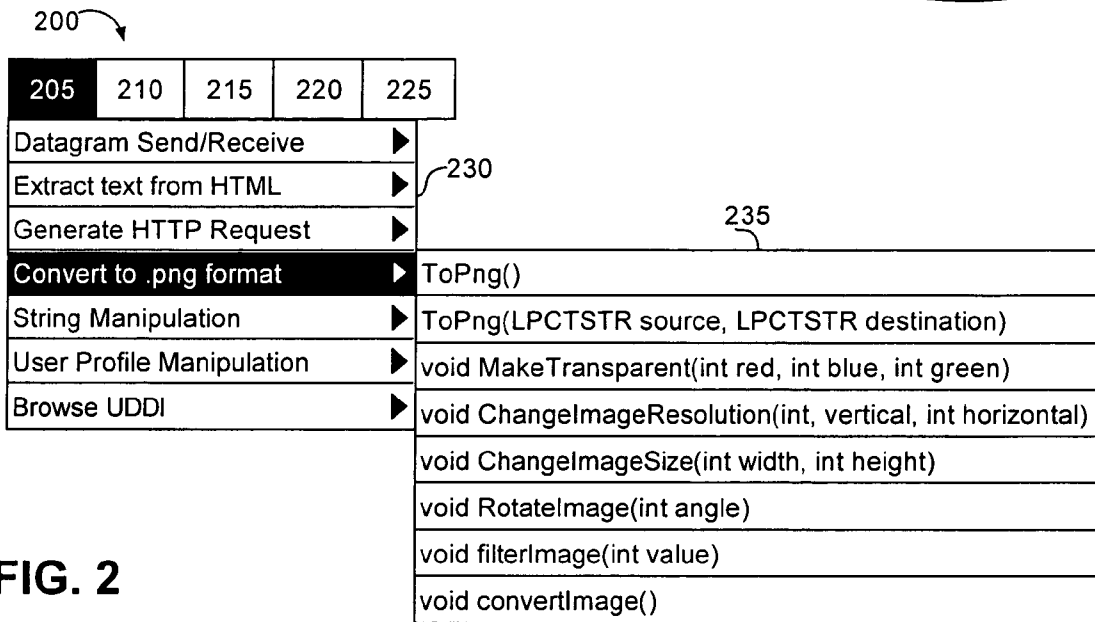 200
205 210 215 220 225
Datagram Send/Receive
230
Extract text from HTML
Generate HTTP Request
235
Convert to .png format
ToPng()
String Manipulation
ToPng(LPCTSTR source, LPCTSTR destination)
User Profile Manipulation
void MakeTransparent(int red, int blue, int green)
Browse UDDI
void ChangeImageResolution(int, vertical, int horizontal)
void ChangeImageSize(int width, int height)
void RotateImage(int angle)
void filterImage(int value)
void convertImage()
FIG. 2